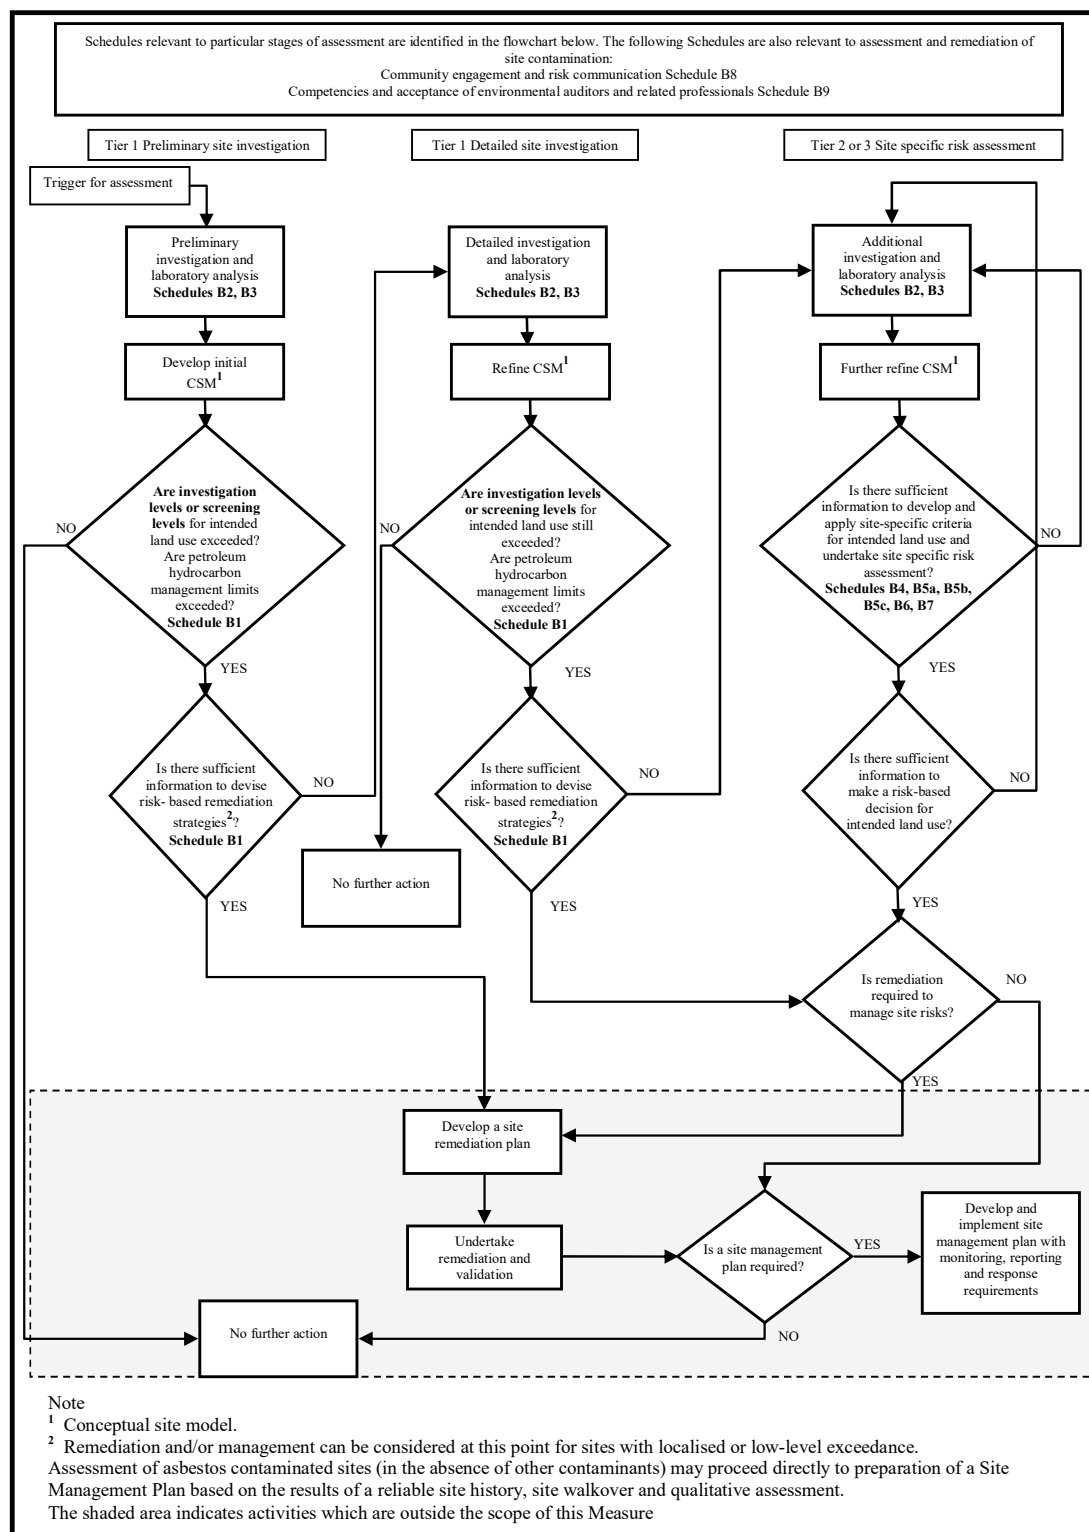 Schedules relevant to particular stages of assessment are identified in the flowchart below. The following Schedules are also relevant to assessment and remediation of
site contamination:
Community engagement and risk communication Schedule B8
Competencies and acceptance of environmental auditors and related professionals Schedule B9
Tier 1 Preliminary site investigation
Tier 1 Detailed site investigation
Tier 2 or 3 Site specific risk assessment
Trigger for assessment
Preliminary
investigation and
laboratory analysis
Schedules B2, B3
Detailed investigation
and laboratory
analysis
Schedules B2, B3
Additional
investigation and
laboratory analysis
Schedules B2, B3
Develop initial
CSM1
Refine CSM1
Further refine CSM1
Are investigation
levels or screening
levels for intended
land use exceeded?
Are petroleum
hydrocarbon
management limits
exceeded?
Schedule B1
NO
YES
Are investigation levels
or screening levels for
intended land use still
exceeded?
Are petroleum
hydrocarbon
management limits
exceeded?
Schedule B1
NO
YES
Is there sufficient
information to develop and
apply site-specific criteria
for intended land use and
undertake site specific risk
assessment?
Schedules B4, B5a, B5b,
B5c, B6, B7
NO
YES
Is there sufficient
information to devise
risk- based remediation
strategies2?
Schedule B1
NO
YES
Is there sufficient
information to devise
risk- based remediation
strategies2?
Schedule B1
NO
YES
Is there sufficient
information to
make a risk-based
decision for
intended land use?
NO
YES
No further action
Is remediation
required to
manage site risks?
NO
YES
Develop a site
remediation plan
Undertake
remediation and
validation
Is a site management
plan required?
YES
NO
Develop and
implement site
management plan with
monitoring, reporting
and response
requirements
No further action
Note
1 Conceptual site model.
2 Remediation and/or management can be considered at this point for sites with localised or low-level exceedance.
Assessment of asbestos contaminated sites (in the absence of other contaminants) may proceed directly to preparation of a Site
Management Plan based on the results of a reliable site history, site walkover and qualitative assessment.
The shaded area indicates activities which are outside the scope of this Measure